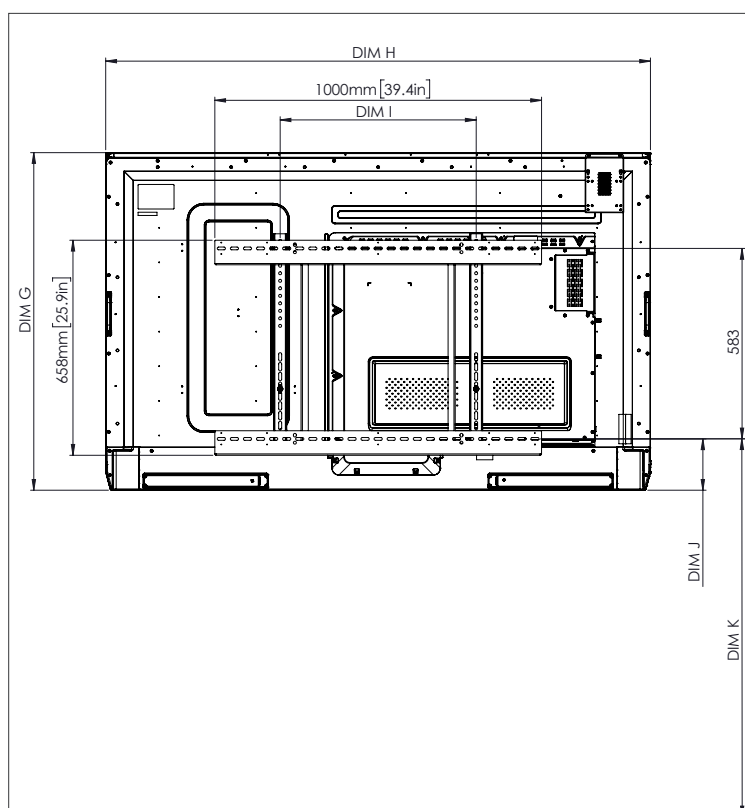 DIM H
1000mm [39.4in]
DIM I
DIM G
658mm [25.9in]
583
DIM J
DIM K